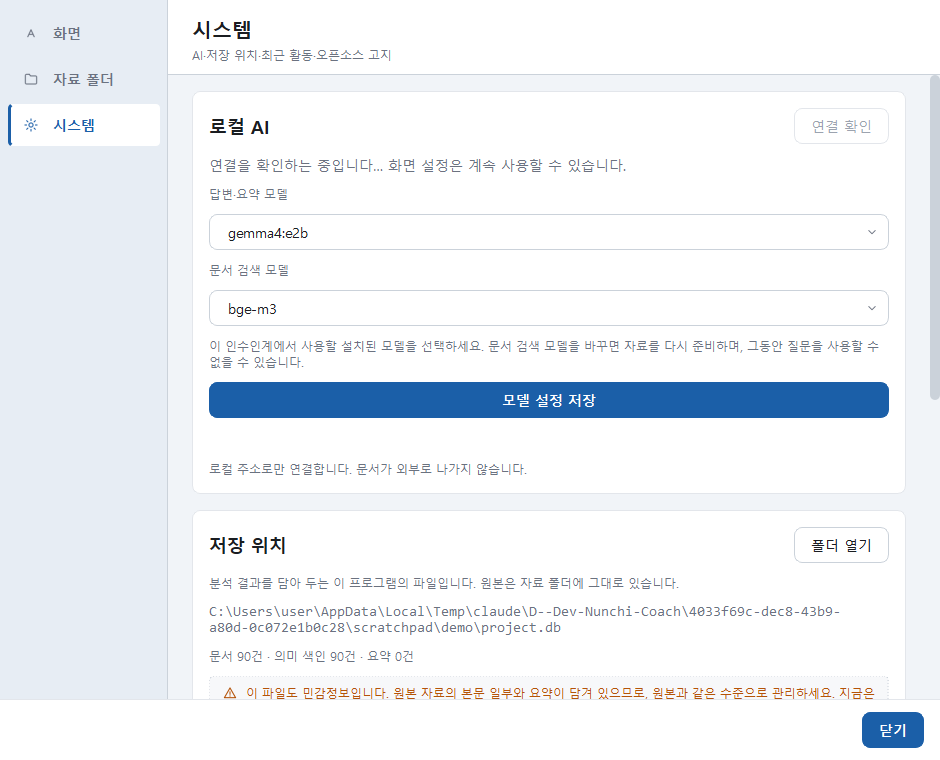 A 화면
자료 폴더
시스템
시스템
AI·저장 위치·최근 활동·오픈소스 고지
로컬 AI
연결 확인
연결을 확인하는 중입니다... 화면 설정은 계속 사용할 수 있습니다.
답변·요약 모델
gemma4:e2b
문서 검색 모델
bge-m3
이 인수인계에서 사용할 설치된 모델을 선택하세요. 문서 검색 모델을 바꾸면 자료를 다시 준비하며, 그동안 질문을 사용할 수
없을 수 있습니다.
모델 설정 저장
로컬 주소로만 연결합니다. 문서가 외부로 나가지 않습니다.
저장 위치
폴더 열기
분석 결과를 담아 두는 이 프로그램의 파일입니다. 원본은 자료 폴더에 그대로 있습니다.
C:\Users\user\AppData\Local\Temp\claude\D--Dev-Nunchi-Coach\4033f69c-dec8-43b9-
a80d-0c072e1b0c28\scratchpad\demo\project.db
문서 90건 · 의미 색인 90건 · 요약 0건
이 파일도 민감정보입니다. 원본 자료의 본문 일부와 요약이 담겨 있으므로, 원본과 같은 수준으로 관리하세요. 지금은
닫기